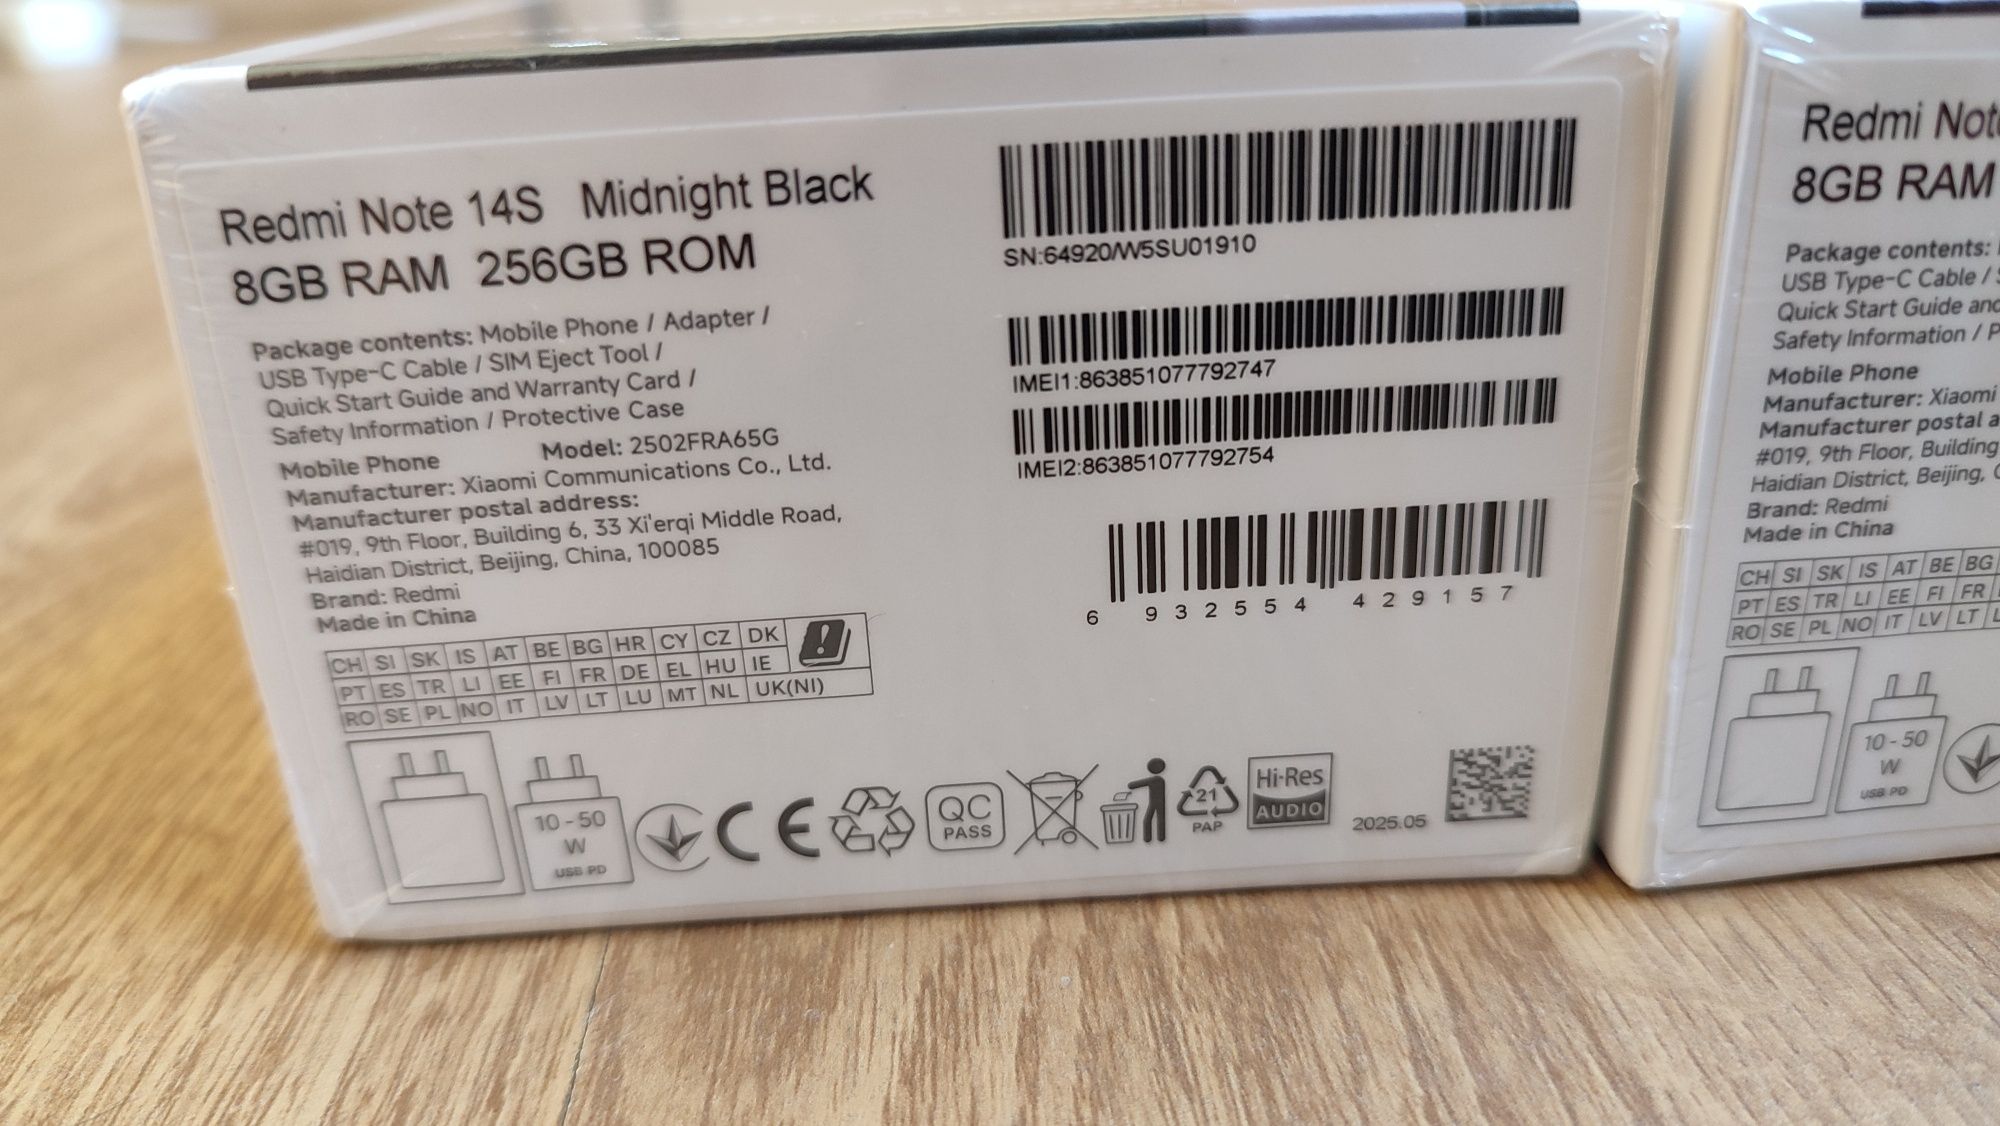 Redmi Note 14S Midnight Black
8GB RAM 256GB ROM
Package contents: Mobile Phone / Adapter /
USB Type-C Cable / SIM Eject Tool /
Quick Start Guide and Warranty Card /
Safety Information / Protective Case
Mobile Phone Model: 2502FRA65G
Manufacturer: Xiaomi Communications Co., Ltd.
Manufacturer postal address:
#019, 9th Floor, Building 6, 33 Xi'erqi Middle Road,
Haidian District, Beijing, China, 100085
Brand: Redmi
Made in China
CH SI SK IS AT BE BG HR CY CZ DK
PT ES TR LI EE FI FR DE EL HU IE
RO SE PL NO IT LV LT LU MT NL UK(NI)
10 - 50
W
USB PD
CE
QC
PASS
21
PAP
Hi-Res
AUDIO
2025.05
SN:64920/W5SU01910
IMEI1:863851077792747
IMEI2:863851077792754
6 932554 429157
Redmi
8GB RAM
Package contents:
USB Type-C Cable /
Quick Start Guide
Safety Information /
Mobile Phone
Manufacturer: Xiaomi
Manufacturer postal
#019, 9th Floor, Building
Haidian District, Beijing,
Brand: Redmi
Made in China
CH SI SK IS AT BE BG
PT ES TR LI EE FI FR
RO SE PL NO IT LV LT
10 - 50
W
USB PD